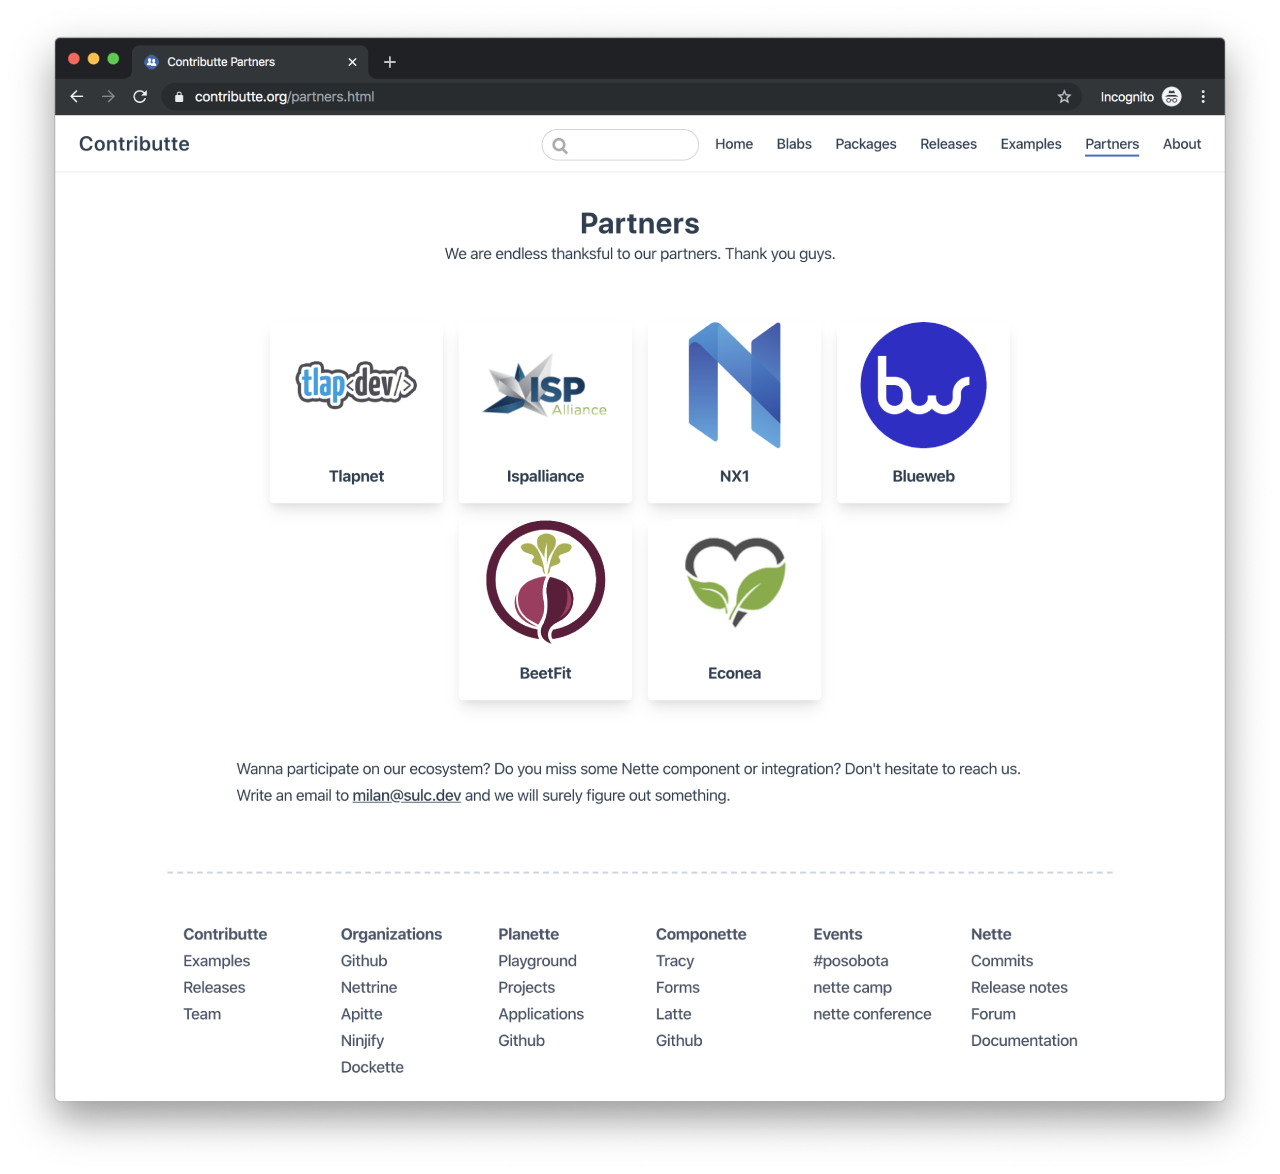 Contributte Partners
contributte.org/partners.html
Incognito
Contributte
Home Blabs Packages Releases Examples Partners About
Partners
We are endless thanksful to our partners. Thank you guys.
tlapdev/>
ISP
Alliance
bwr
Tlapnet
Ispalliance
NX1
Blueweb
BeetFit
Econea
Wanna participate on our ecosystem? Do you miss some Nette component or integration? Don't hesitate to reach us.
Write an email to milan@sulc.dev and we will surely figure out something.
Contributte
Examples
Releases
Team
Organizations
Github
Nettrine
Apitte
Ninjify
Dockette
Planette
Playground
Projects
Applications
Github
Componette
Tracy
Forms
Latte
Github
Events
#posobota
nette camp
nette conference
Nette
Commits
Release notes
Forum
Documentation